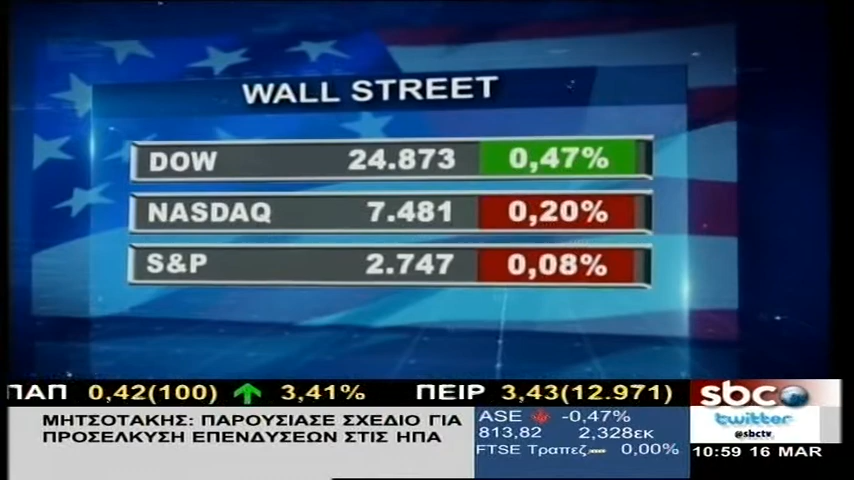 WALL STREET
DOW 24.873 0,47%
NASDAQ 7.481 0,20%
S&P 2.747 0,08%
ΠΑΠ 0,42(100) 3,41% ΠΕΙΡ 3,43(12.971)
sbc
twitter
@sbctv
ΜΗΤΣΟΤΑΚΗΣ: ΠΑΡΟΥΣΙΑΣΕ ΣΧΕΔΙΟ ΓΙΑ
ΠΡΟΣΕΛΚΥΣΗ ΕΠΕΝΔΥΣΕΩΝ ΣΤΙΣ ΗΠΑ
ASE -0,47%
813,82 2,328εκ
FTSE Τραπεζ 0,00%
10:59 16 MAR